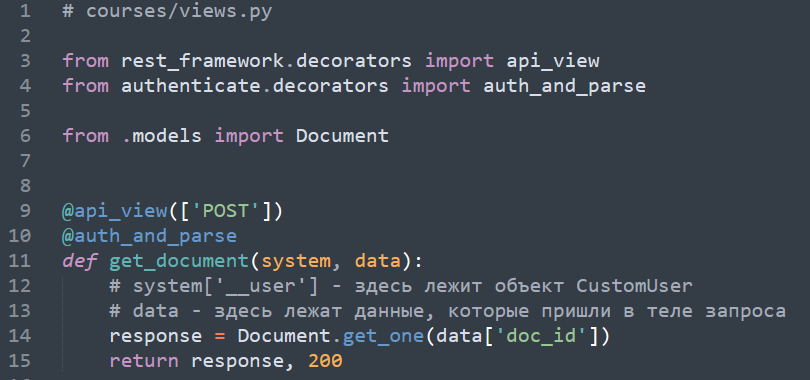 1 # courses/views.py
2
3 from rest_framework.decorators import api_view
4 from authenticate.decorators import auth_and_parse
5
6 from .models import Document
7
8
9 @api_view(['POST'])
10 @auth_and_parse
11 def get_document(system, data):
12     # system['__user'] - здесь лежит объект CustomUser
13     # data - здесь лежат данные, которые пришли в теле запроса
14     response = Document.get_one(data['doc_id'])
15     return response, 200